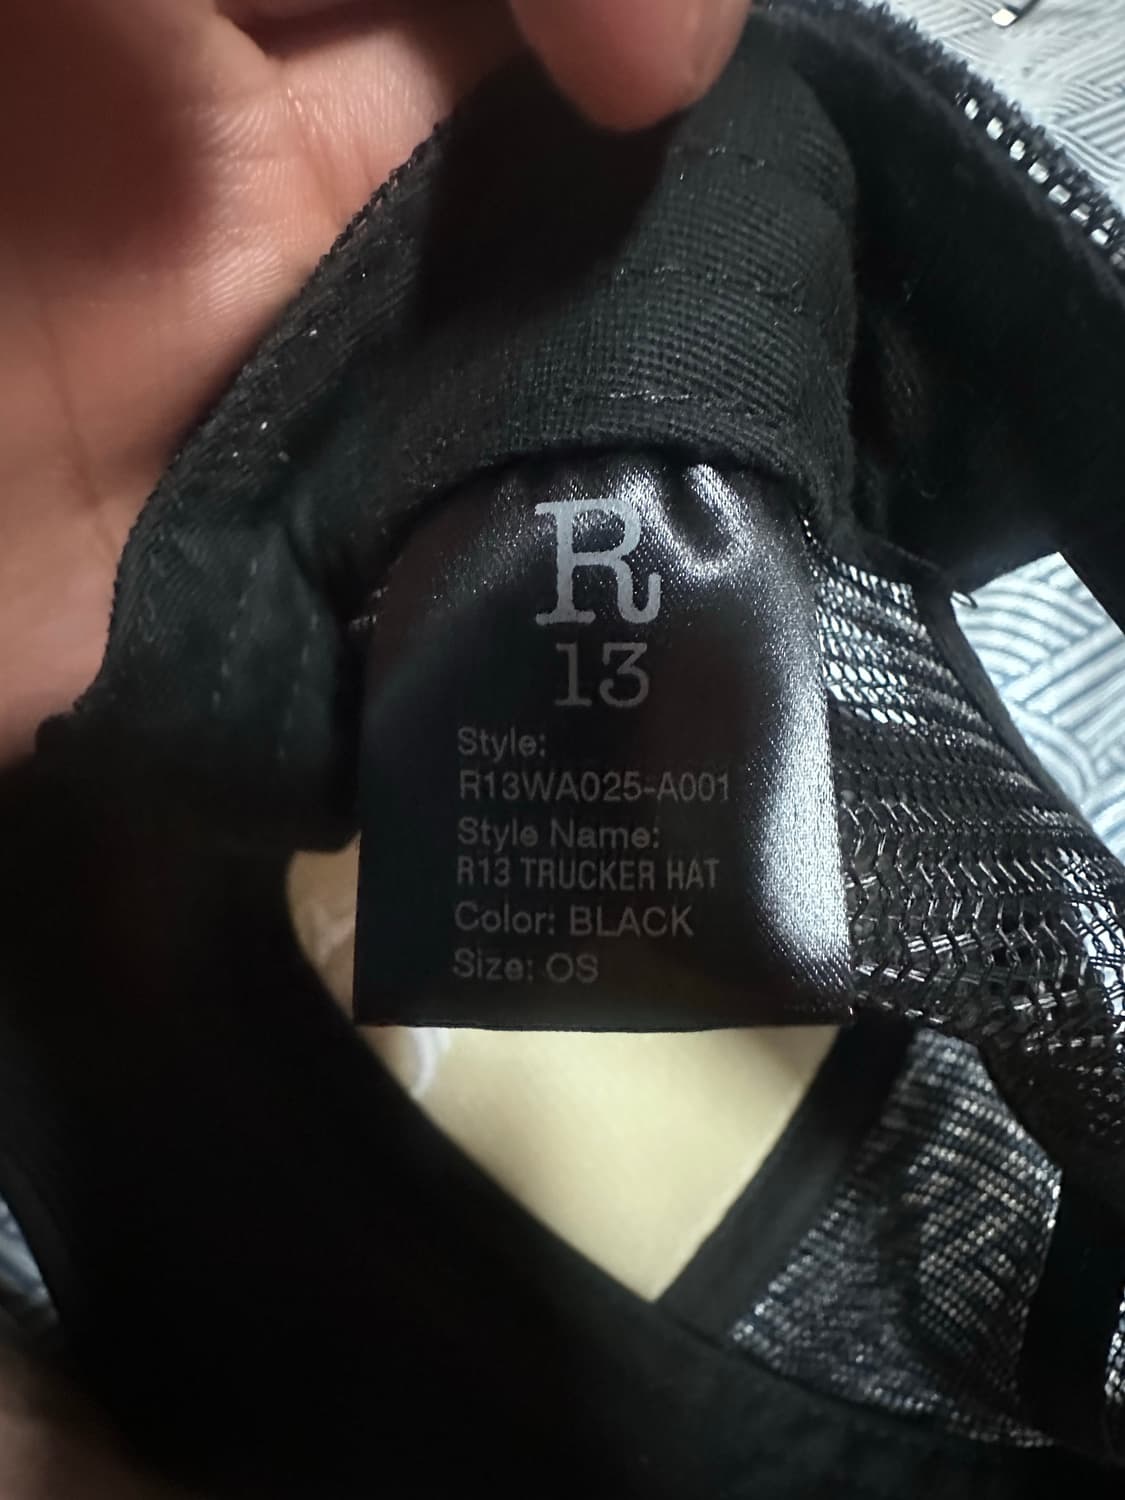 R
13
Style:
R13WA025-A001
Style Name:
R13 TRUCKER HAT
Color: BLACK
Size: OS